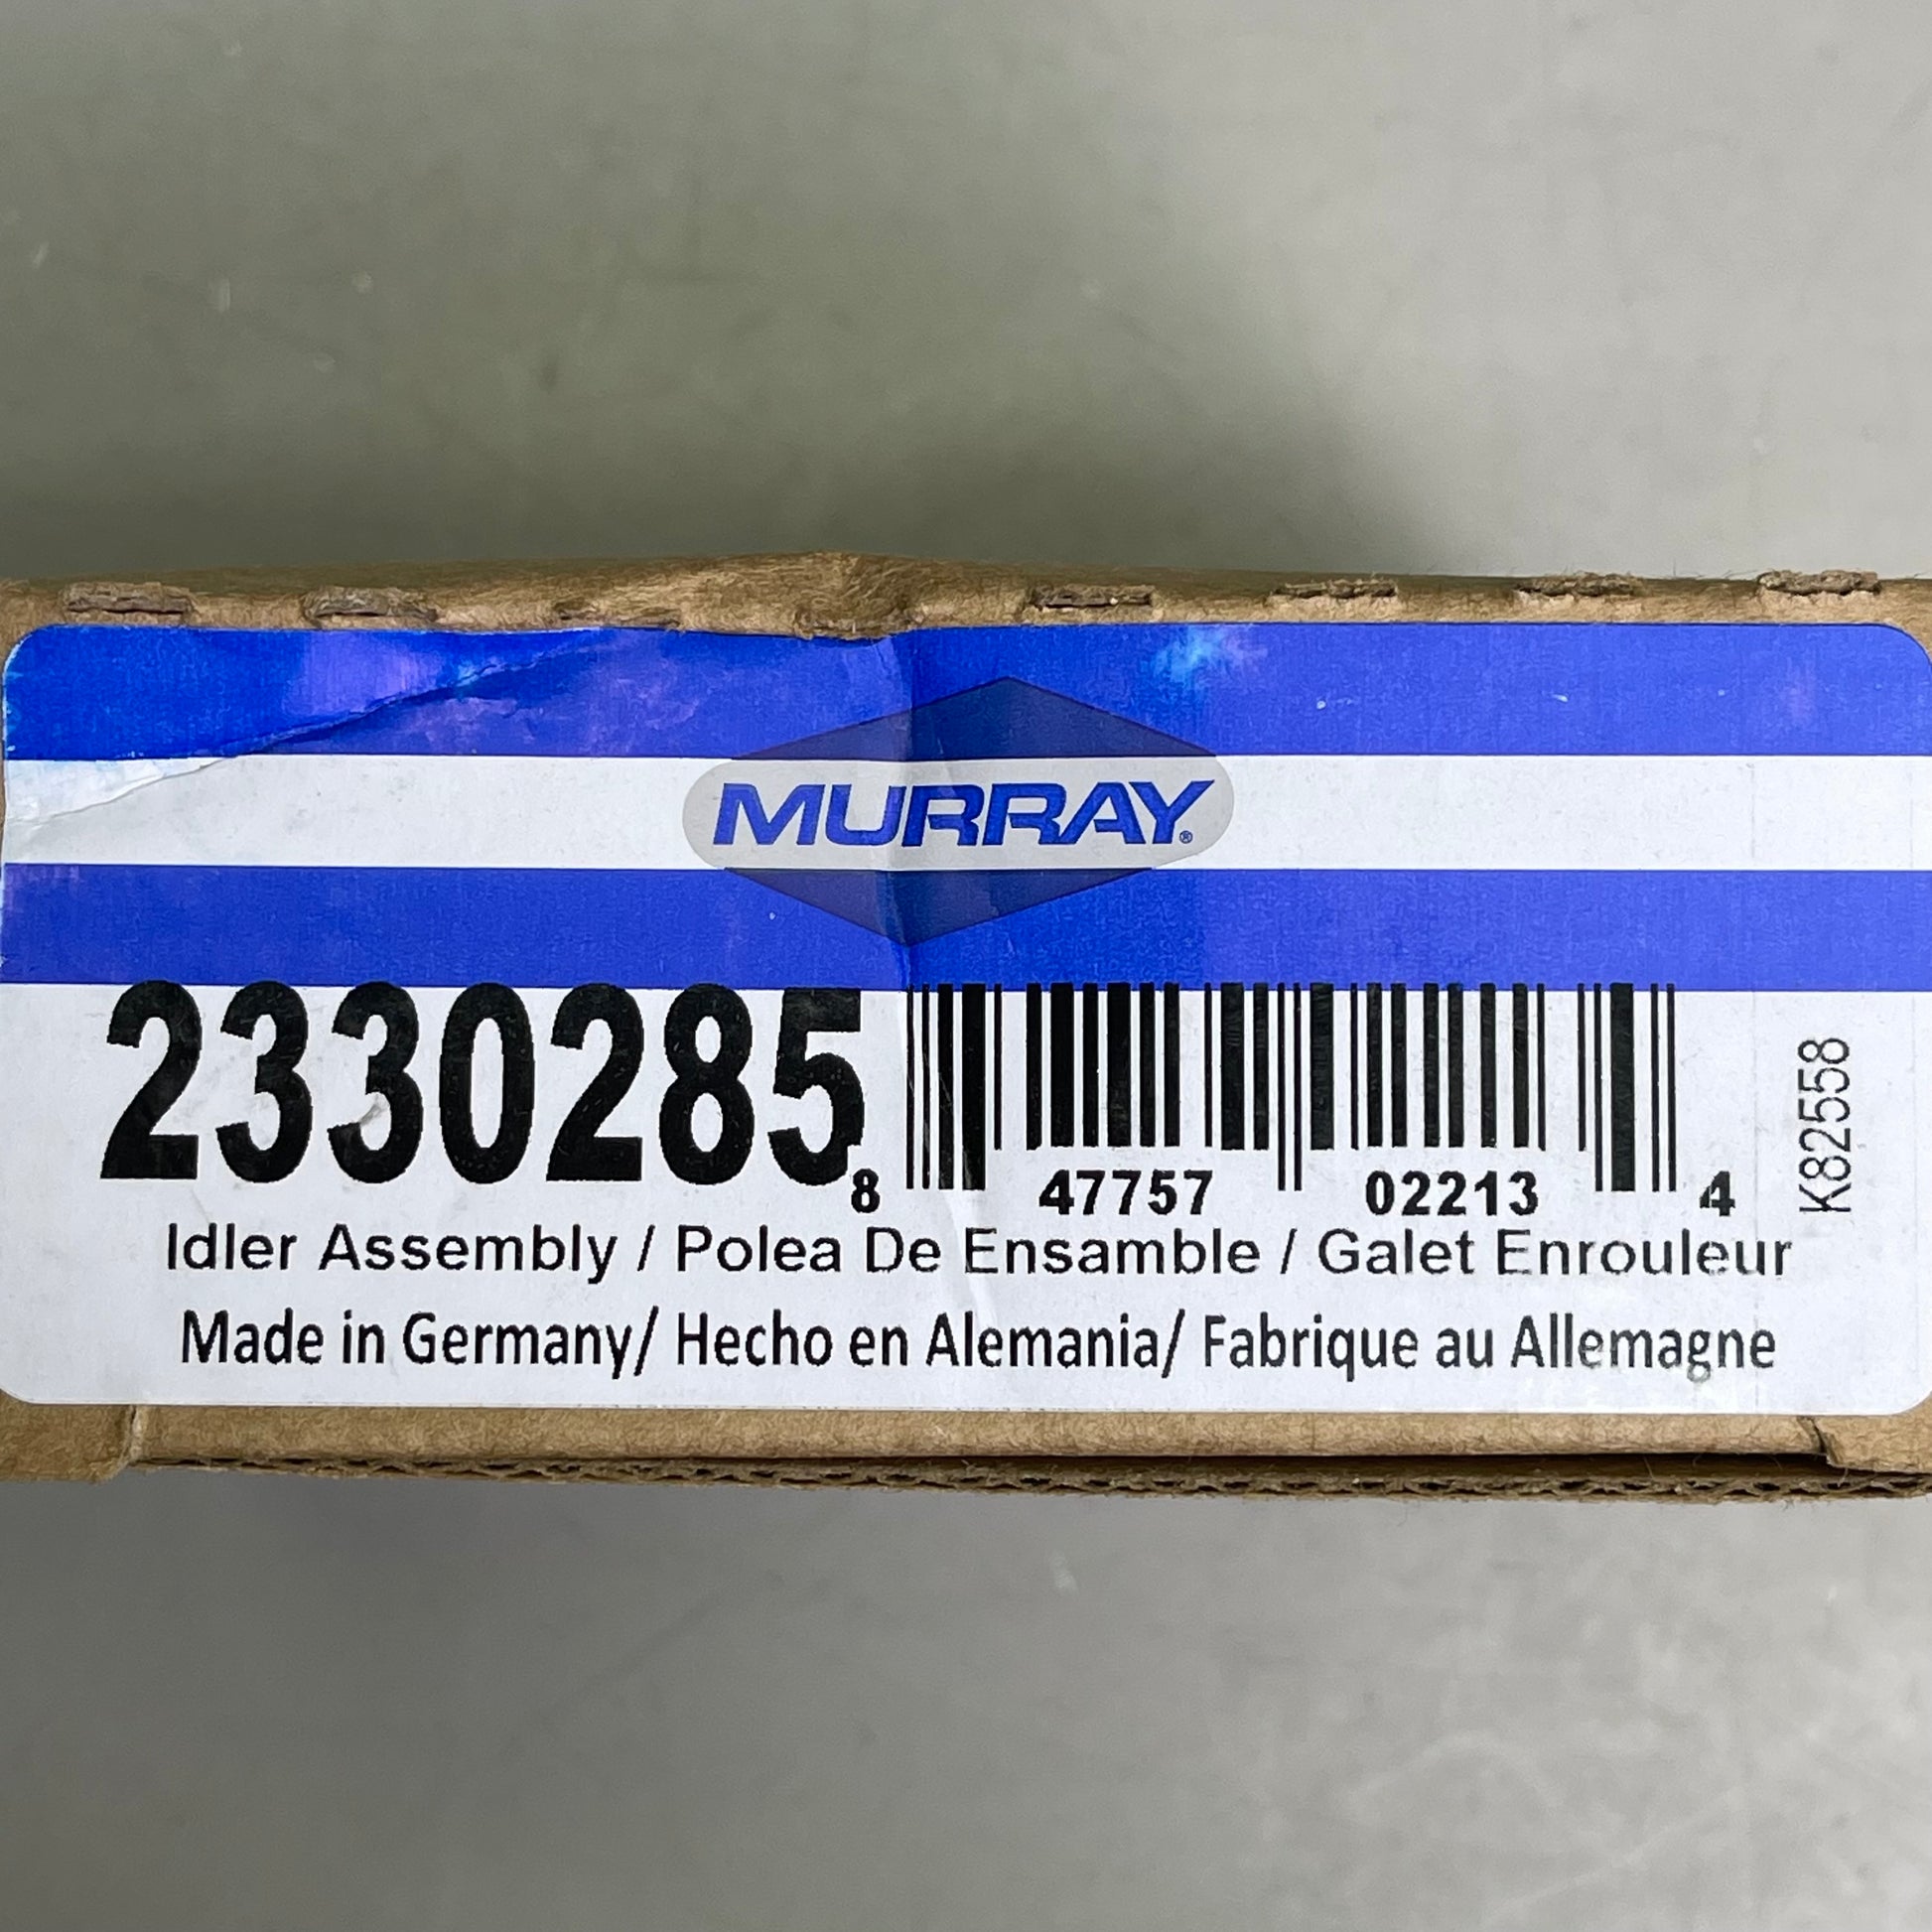 MURRAY®
2330285
8 47757 02213 4
K82558
Idler Assembly / Polea De Ensamble / Galet Enrouleur
Made in Germany/ Hecho en Alemania/ Fabrique au Allemagne